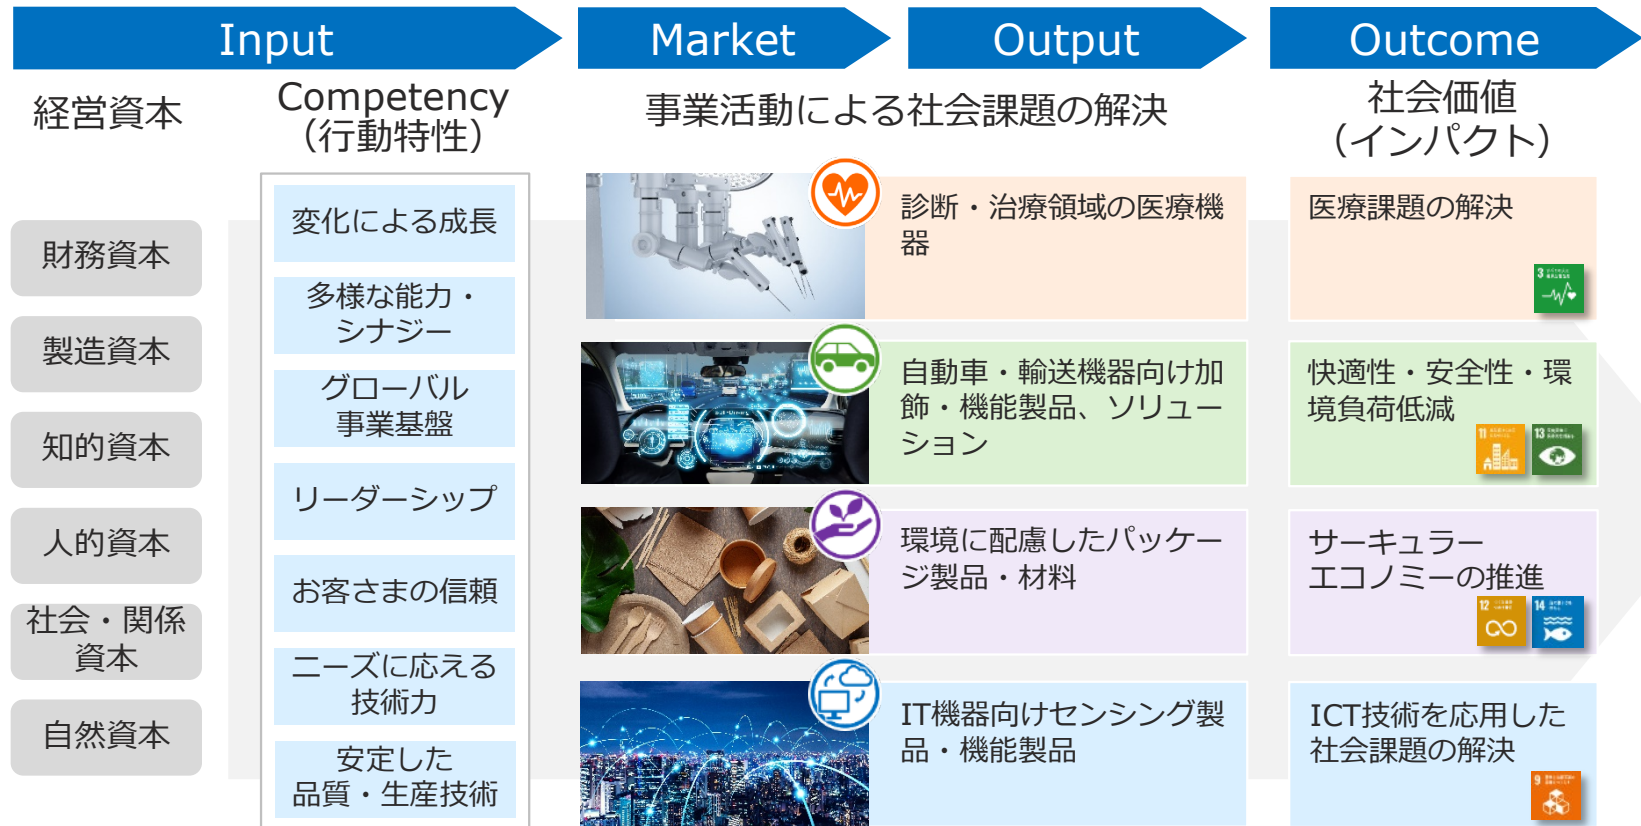 Input
Market
Output
Outcome
経営資本
Competency
（行動特性）
事業活動による社会課題の解決
社会価値
（インパクト）
財務資本
製造資本
知的資本
人的資本
社会・関係
資本
自然資本
変化による成長
多様な能力・
シナジー
グローバル
事業基盤
リーダーシップ
お客さまの信頼
ニーズに応える
技術力
安定した
品質・生産技術
診断・治療領域の医療機
器
医療課題の解決
3
自動車・輸送機器向け加
飾・機能製品、ソリュー
ション
快適性・安全性・環
境負荷低減
11
13
環境に配慮したパッケー
ジ製品・材料
サーキュラー
エコノミーの推進
12
14
IT機器向けセンシング製
品・機能製品
ICT技術を応用した
社会課題の解決
9